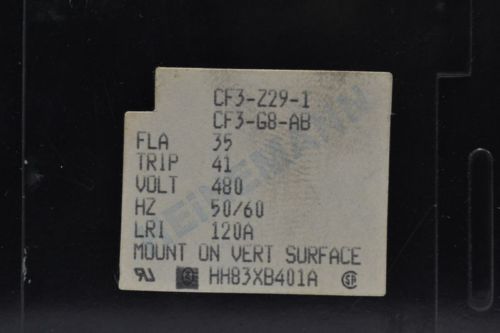 CF3-Z29-1
CF3-G8-AB
FLA 35
TRIP 41
VOLT 480
HZ 50/60
LRI 120A
MOUNT ON VERT SURFACE
HH83XB401A
HEINEMANN